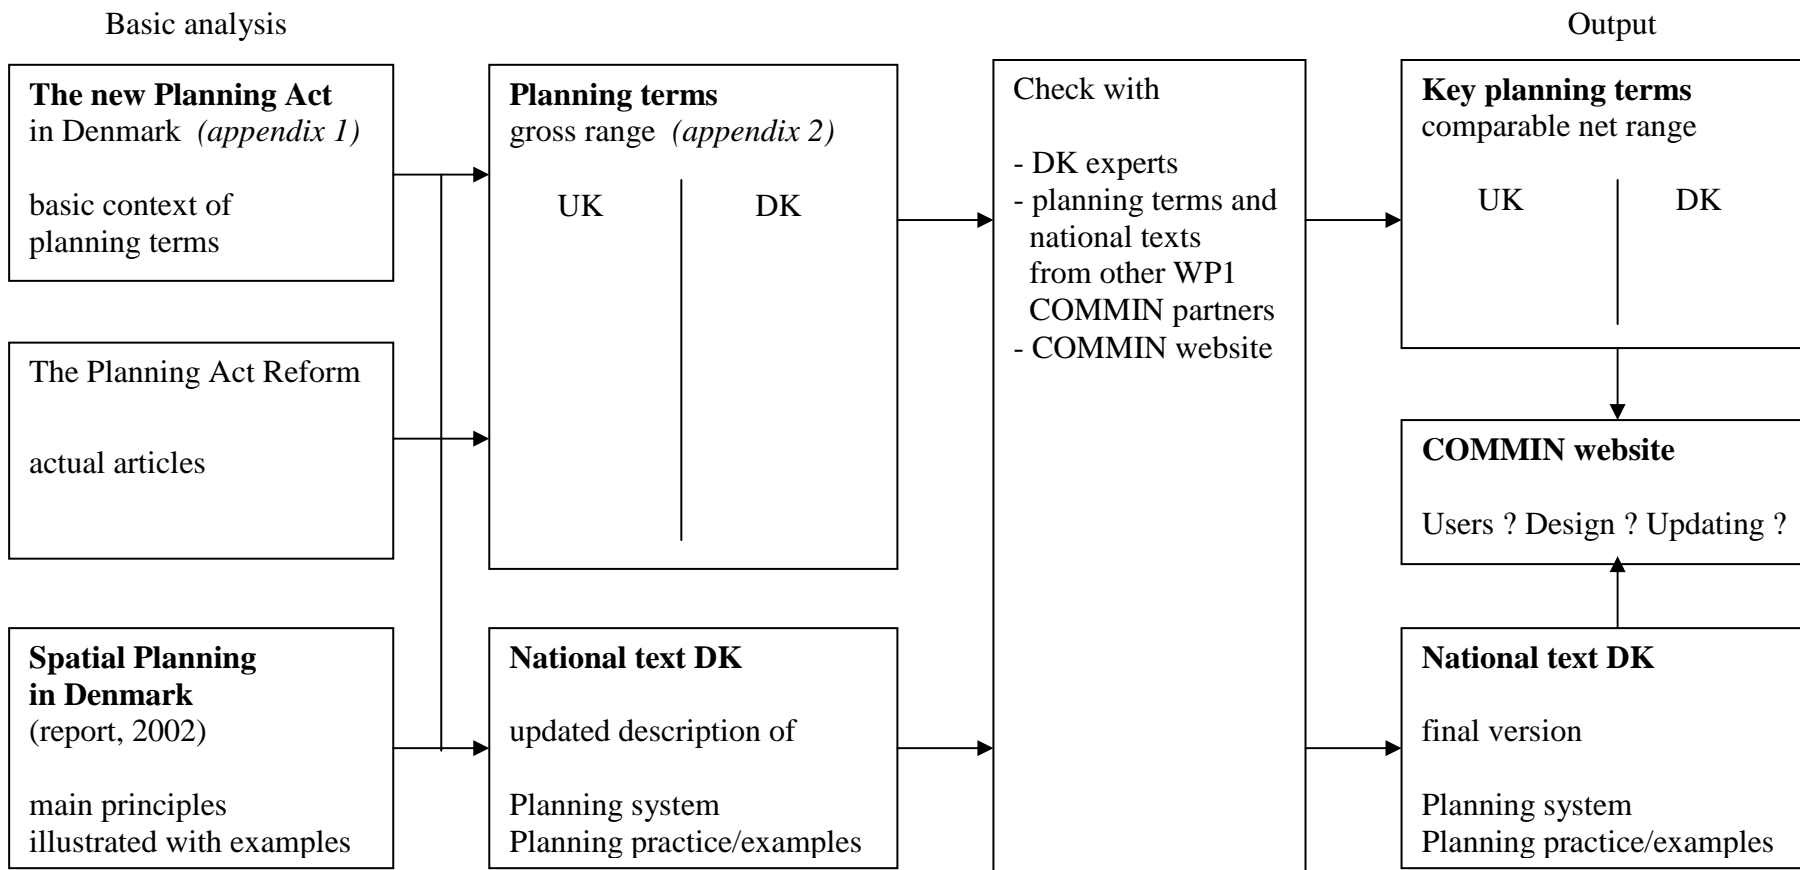 Basic analysis
Output
The new Planning Act
in Denmark (appendix 1)
basic context of
planning terms
The Planning Act Reform
actual articles
Spatial Planning
in Denmark
(report, 2002)
main principles
illustrated with examples
Planning terms
gross range (appendix 2)
UK
DK
National text DK
updated description of
Planning system
Planning practice/examples
Check with
- DK experts
- planning terms and
national texts
from other WP1
COMMIN partners
- COMMIN website
Key planning terms
comparable net range
UK
DK
COMMIN website
Users ? Design ? Updating ?
National text DK
final version
Planning system
Planning practice/examples